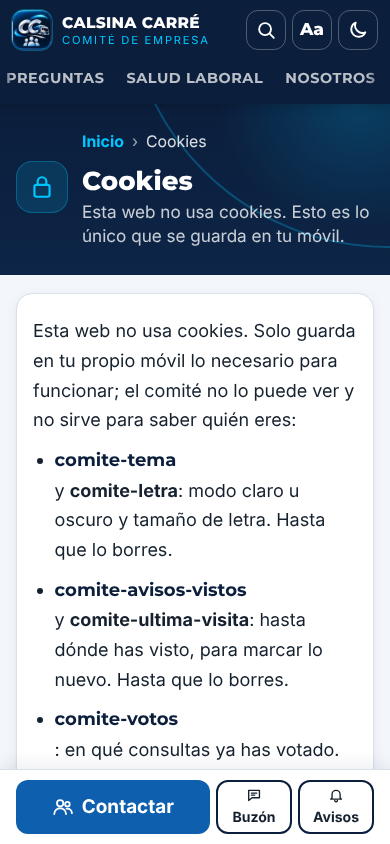 CALSINA CARRÉ
COMITÉ DE EMPRESA
Aa
PREGUNTAS SALUD LABORAL NOSOTROS
Inicio › Cookies
Cookies
Esta web no usa cookies. Esto es lo
único que se guarda en tu móvil.
Esta web no usa cookies. Solo guarda
en tu propio móvil lo necesario para
funcionar; el comité no lo puede ver y
no sirve para saber quién eres:
• comite-tema
y comite-letra: modo claro u
oscuro y tamaño de letra. Hasta
que lo borres.
• comite-avisos-vistos
y comite-ultima-visita: hasta
dónde has visto, para marcar lo
nuevo. Hasta que lo borres.
• comite-votos
: en qué consultas ya has votado.
Contactar
Buzón
Avisos